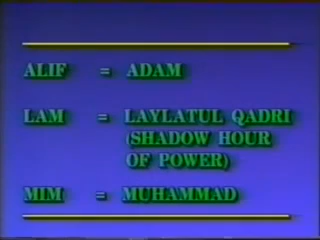 ALIF = ADAM
LAM = LAYLATUL QADRI
(SHADOW HOUR
OF POWER)
MIM = MUHAMMAD